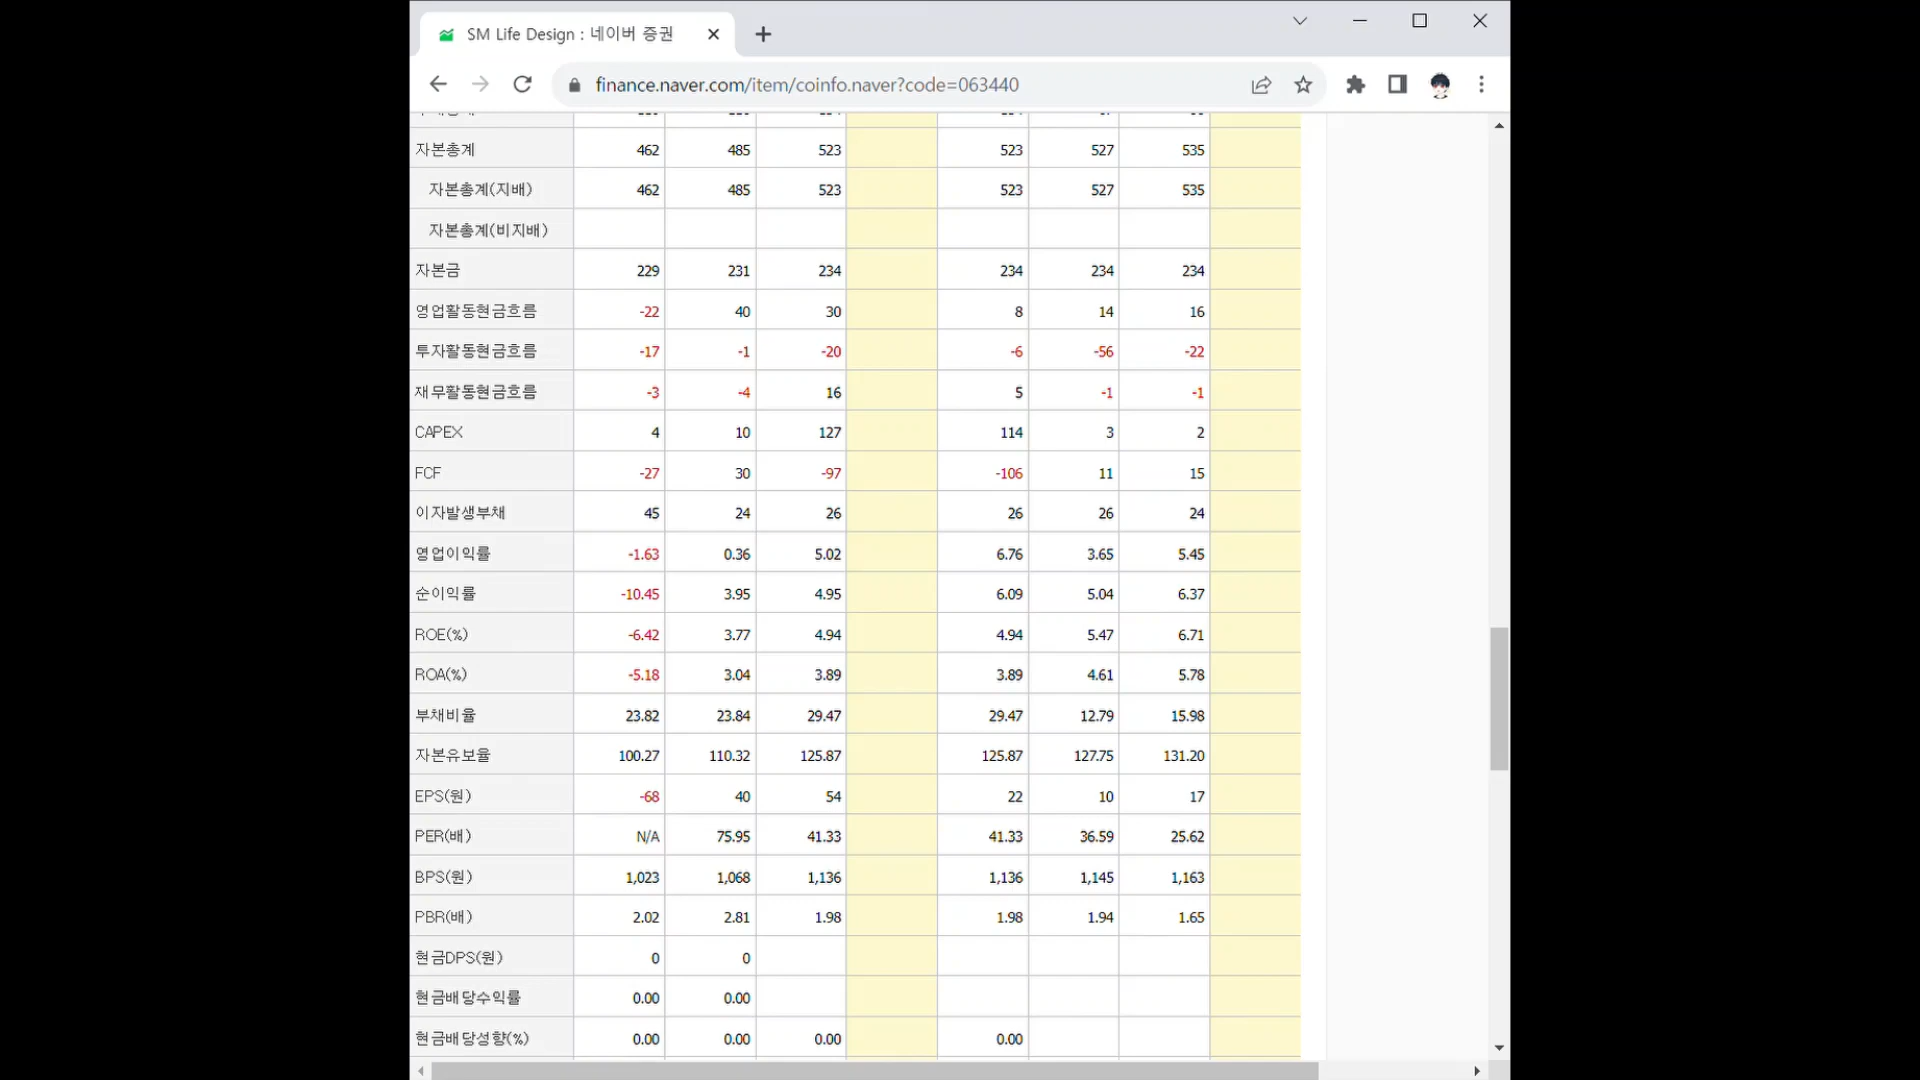 SM Life Design : 네이버 증권
finance.naver.com/item/coinfo.naver?code=063440
자본총계 462 485 523 523 527 535
자본총계(지배) 462 485 523 523 527 535
자본총계(비지배)
자본금 229 231 234 234 234 234
영업활동현금흐름 -22 40 30 8 14 16
투자활동현금흐름 -17 -1 -20 -6 -56 -22
재무활동현금흐름 -3 -4 16 5 -1 -1
CAPEX 4 10 127 114 3 2
FCF -27 30 -97 -106 11 15
이자발생부채 45 24 26 26 26 24
영업이익률 -1.63 0.36 5.02 6.76 3.65 5.45
순이익률 -10.45 3.95 4.95 6.09 5.04 6.37
ROE(%) -6.42 3.77 4.94 4.94 5.47 6.71
ROA(%) -5.18 3.04 3.89 3.89 4.61 5.78
부채비율 23.82 23.84 29.47 29.47 12.79 15.98
자본유보율 100.27 110.32 125.87 125.87 127.75 131.20
EPS(원) -68 40 54 22 10 17
PER(배) N/A 75.95 41.33 41.33 36.59 25.62
BPS(원) 1,023 1,068 1,136 1,136 1,145 1,163
PBR(배) 2.02 2.81 1.98 1.98 1.94 1.65
현금DPS(원) 0 0
현금배당수익률 0.00 0.00
현금배당성향(%) 0.00 0.00 0.00 0.00